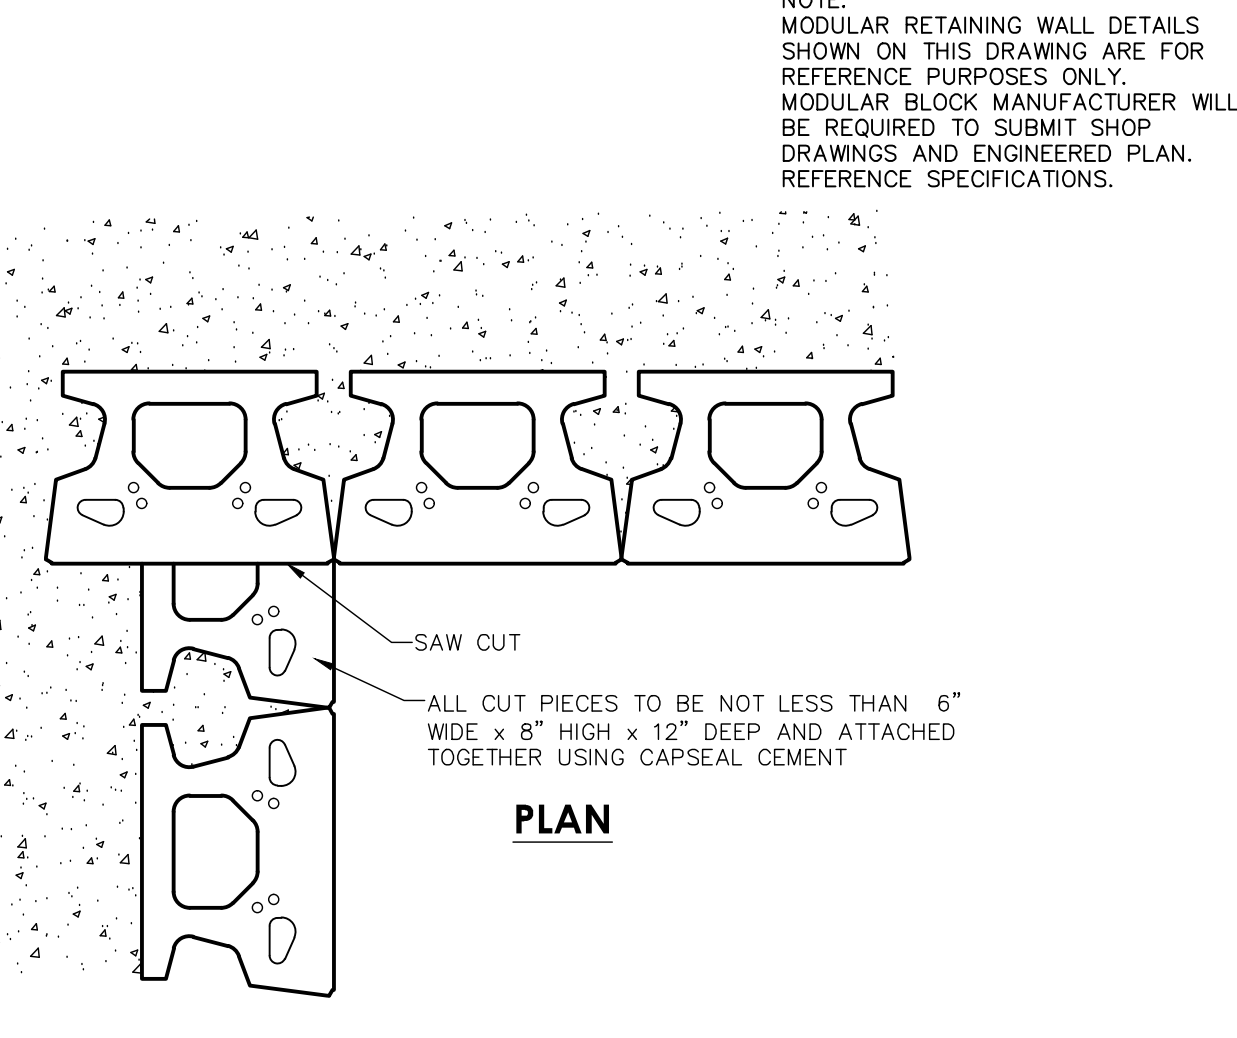 NOTE:
MODULAR RETAINING WALL DETAILS
SHOWN ON THIS DRAWING ARE FOR
REFERENCE PURPOSES ONLY.
MODULAR BLOCK MANUFACTURER WILL
BE REQUIRED TO SUBMIT SHOP
DRAWINGS AND ENGINEERED PLAN.
REFERENCE SPECIFICATIONS.
SAW CUT
ALL CUT PIECES TO BE NOT LESS THAN 6”
WIDE x 8” HIGH x 12” DEEP AND ATTACHED
TOGETHER USING CAPSEAL CEMENT
PLAN